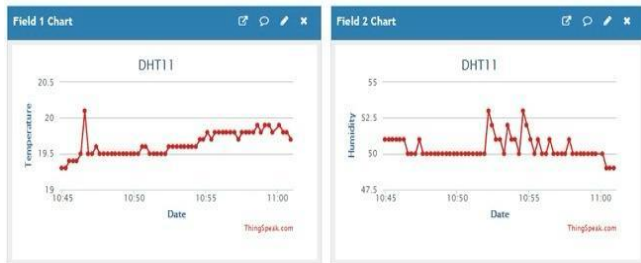 Field 1 Chart
DHT11
Temperature
20.5
20
19.5
19
10:45
10:50
10:55
11:00
Date
ThingSpeak.com
Field 2 Chart
DHT11
Humidity
55
52.5
50
47.5
10:45
10:50
10:55
11:00
Date
ThingSpeak.com